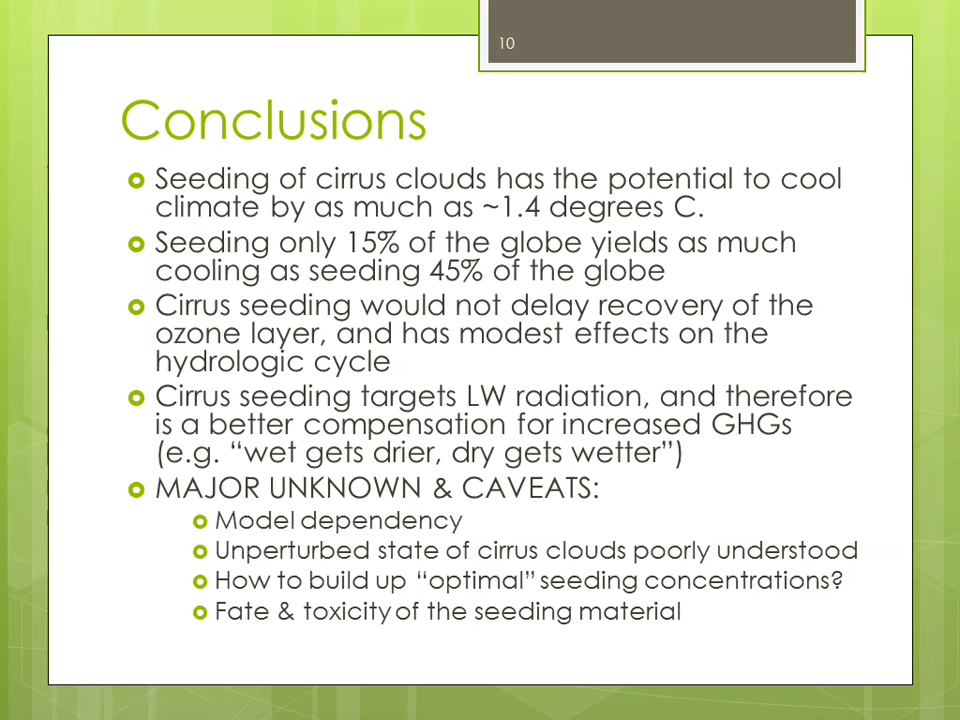 10
Conclusions
Seeding of cirrus clouds has the potential to cool
climate by as much as ~1.4 degrees C.
Seeding only 15% of the globe yields as much
cooling as seeding 45% of the globe
Cirrus seeding would not delay recovery of the
ozone layer, and has modest effects on the
hydrologic cycle
Cirrus seeding targets LW radiation, and therefore
is a better compensation for increased GHGs
(e.g. “wet gets drier, dry gets wetter”)
MAJOR UNKNOWN & CAVEATS:
Model dependency
Unperturbed state of cirrus clouds poorly understood
How to build up “optimal” seeding concentrations?
Fate & toxicity of the seeding material